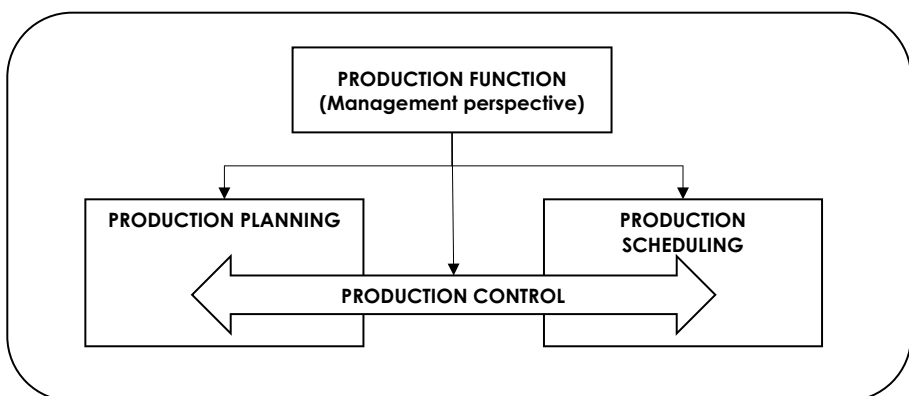 PRODUCTION FUNCTION
(Management perspective)
PRODUCTION PLANNING
PRODUCTION
SCHEDULING
PRODUCTION CONTROL